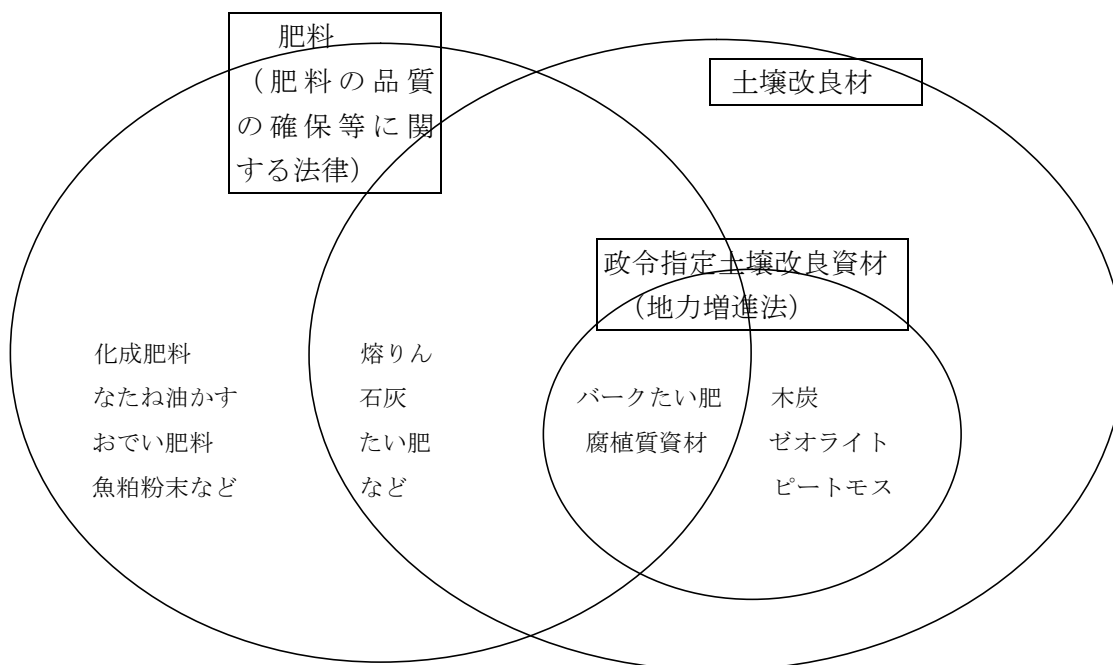 肥料
（肥料の品質
の確保等に関
する法律）
土壌改良材
政令指定土壌改良資材
（地力増進法）
化成肥料
なたね油かす
おでい肥料
魚粕粉末など
熔りん
石灰
たい肥
など
バークたい肥
腐植質資材
木炭
ゼオライト
ピートモス